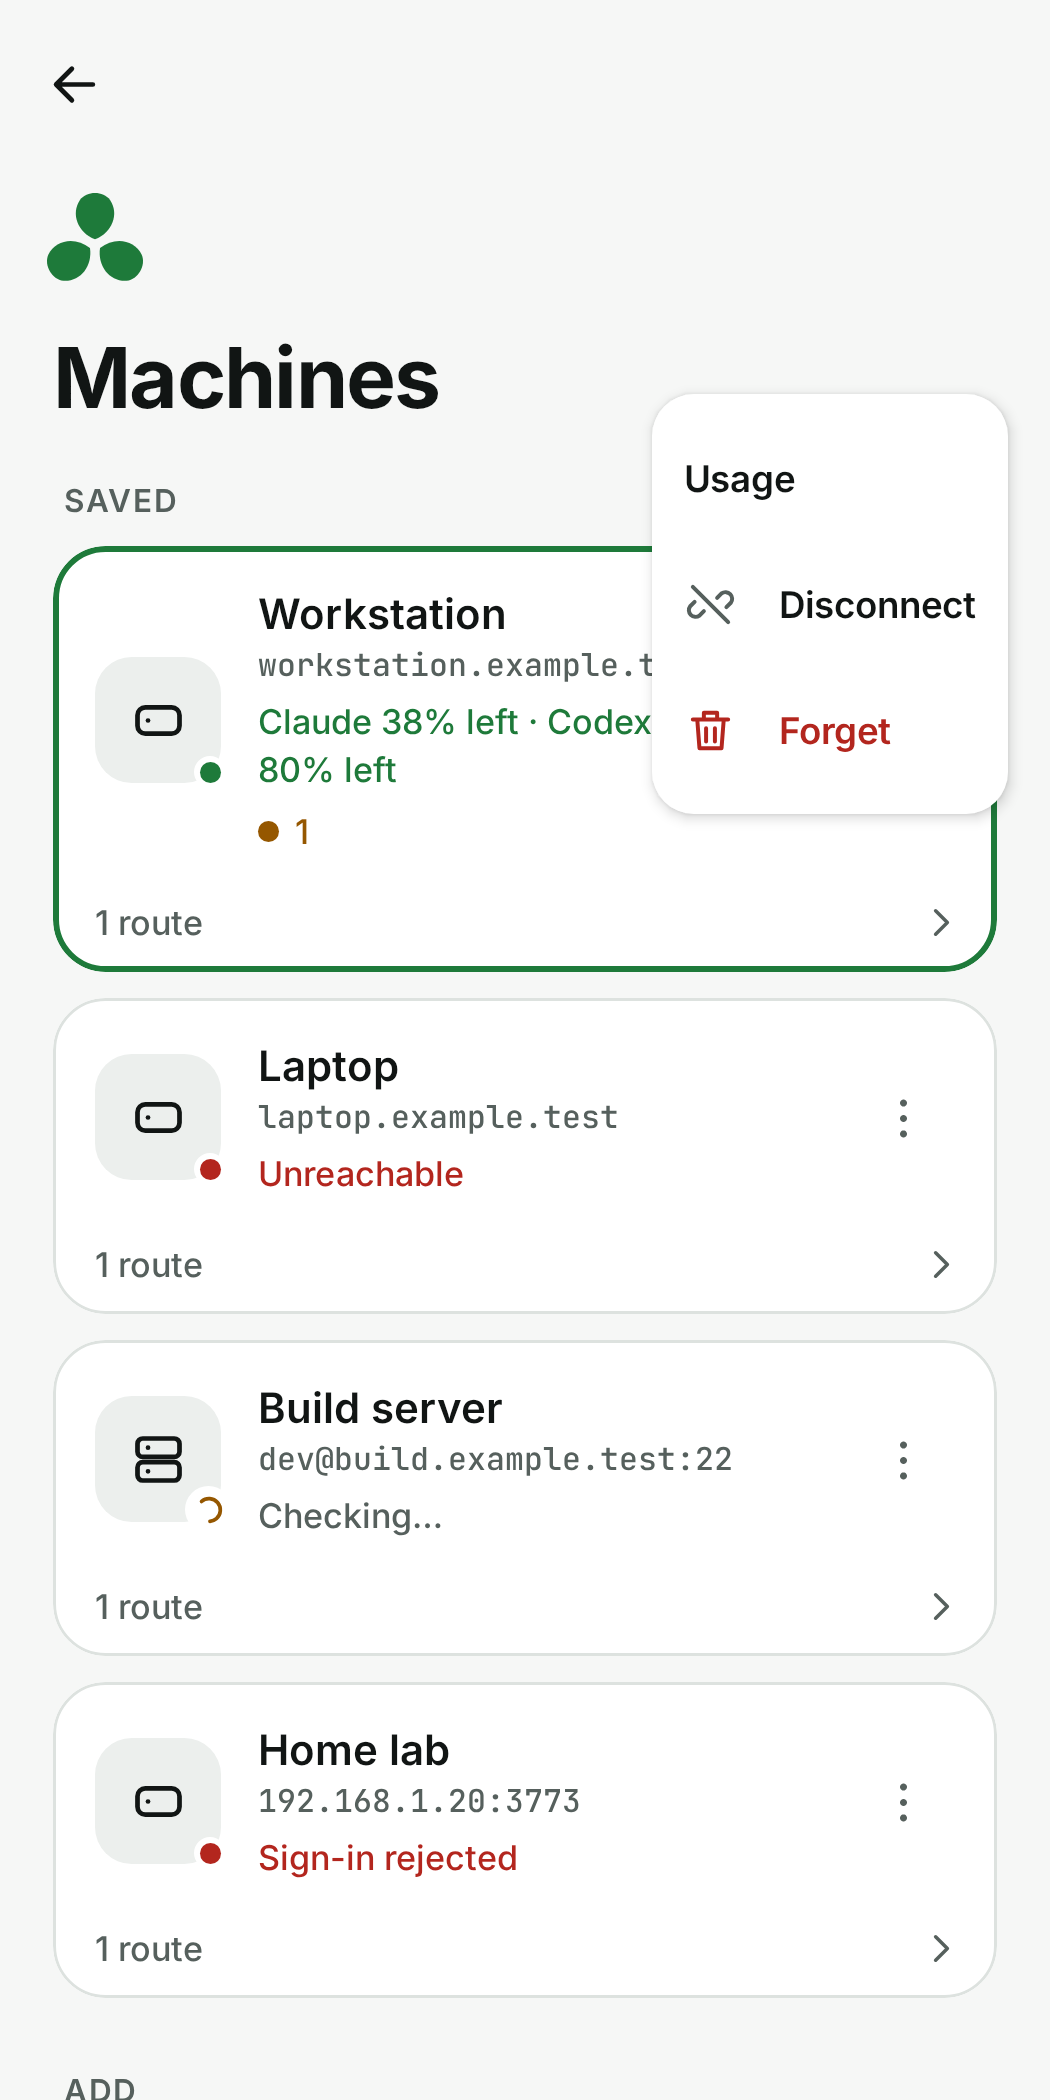 Machines
SAVED
Usage
Disconnect
Forget
Workstation
workstation.example.t
Claude 38% left · Codex
80% left
1
1 route
Laptop
laptop.example.test
Unreachable
1 route
Build server
dev@build.example.test:22
Checking...
1 route
Home lab
192.168.1.20:3773
Sign-in rejected
1 route
ADD